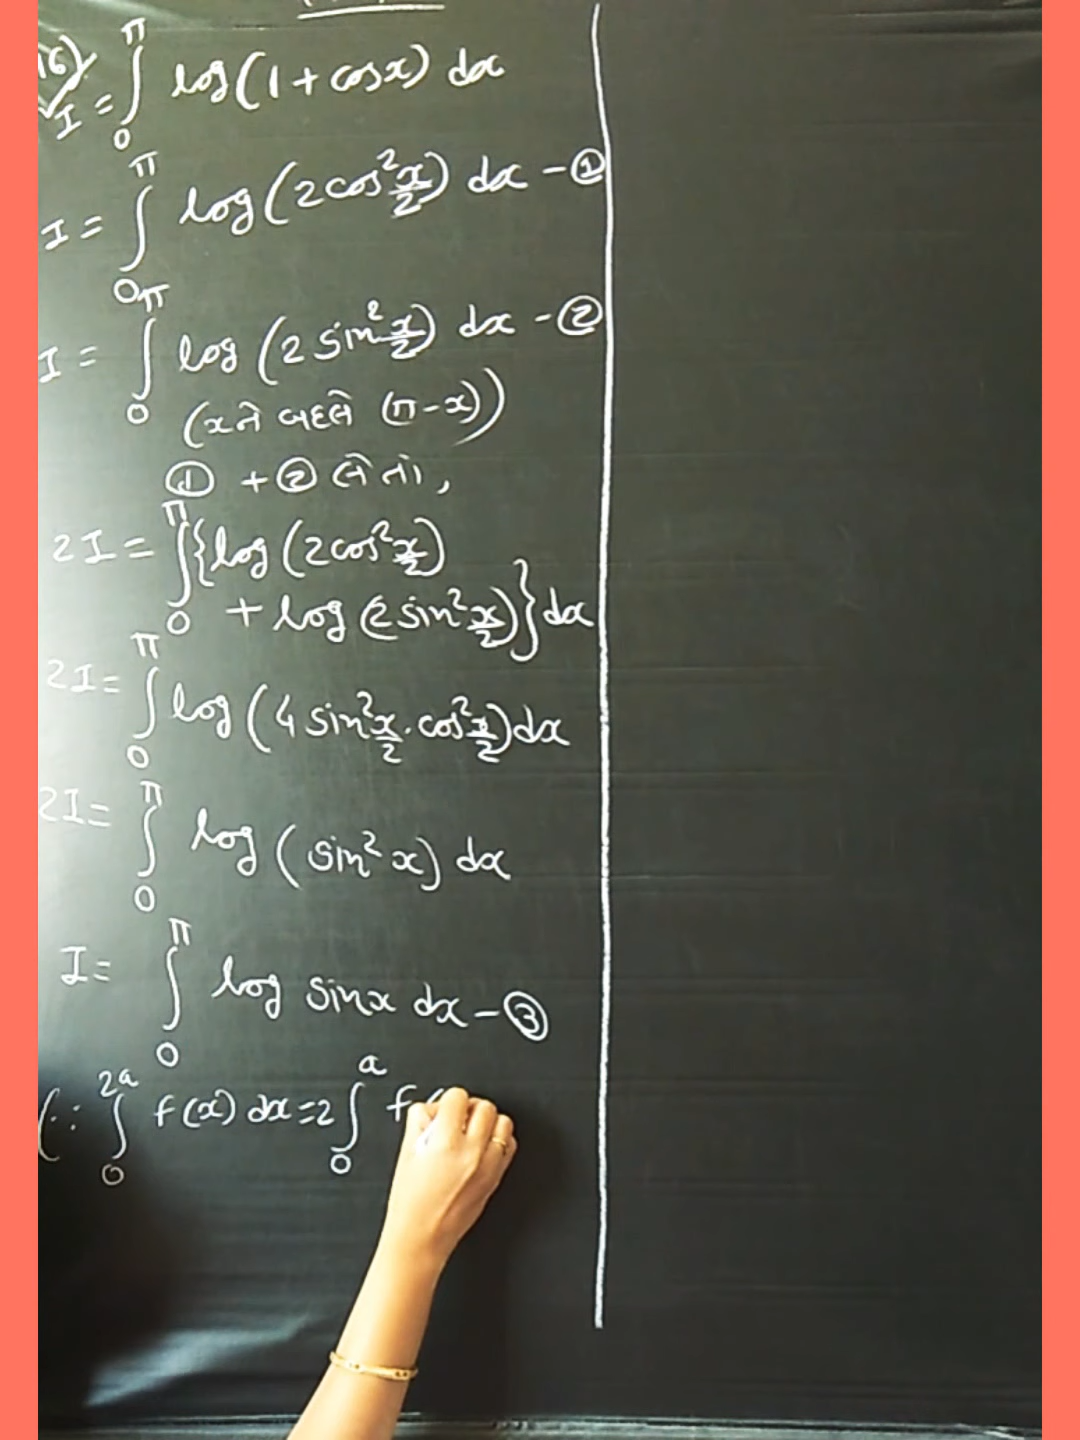 16) I = ∫₀^π log(1+cosx) dx
I = ∫₀^π log(2cos²x/2) dx - ①
I = ∫₀^π log(2sin²x/2) dx - ②
(xને બદલે (π-x))
① + ② લેતાં,
2I = ∫₀^π {log(2cos²x/2)
+ log(2sin²x/2)}dx
2I = ∫₀^π log(4sin²x/2.cos²x/2)dx
2I = ∫₀^π log(sin²x) dx
I = ∫₀^π log sinx dx - ③
(∵ ∫₀^2a f(x) dx = 2 ∫₀^a f(